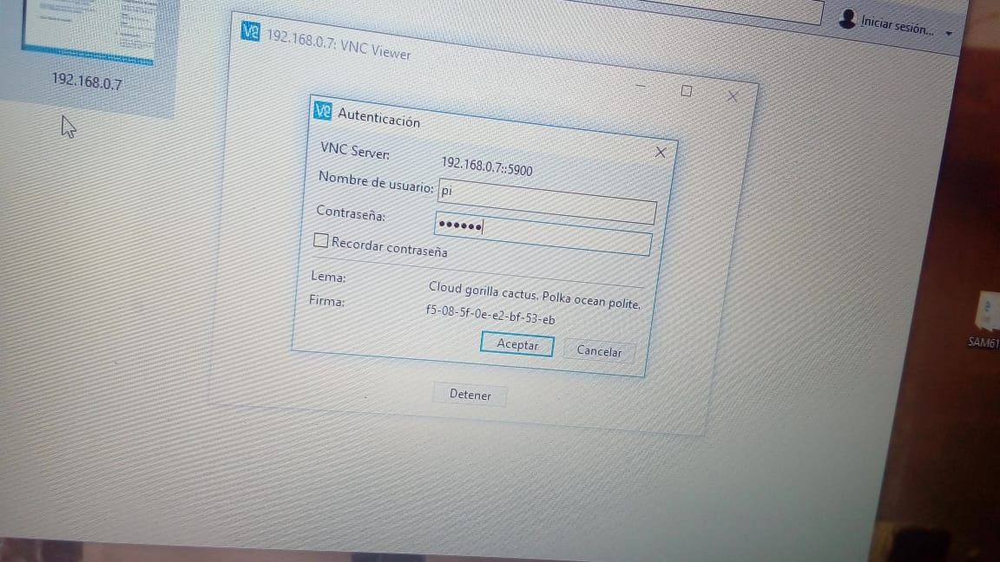 Iniciar sesión...
192.168.0.7: VNC Viewer
192.168.0.7
Autenticación
VNC Server: 192.168.0.7::5900
Nombre de usuario: pi
Contraseña: ••••••
Recordar contraseña
Lema: Cloud gorilla cactus. Polka ocean polite.
Firma: f5-08-5f-0e-e2-bf-53-eb
Aceptar Cancelar
Detener
SAM61